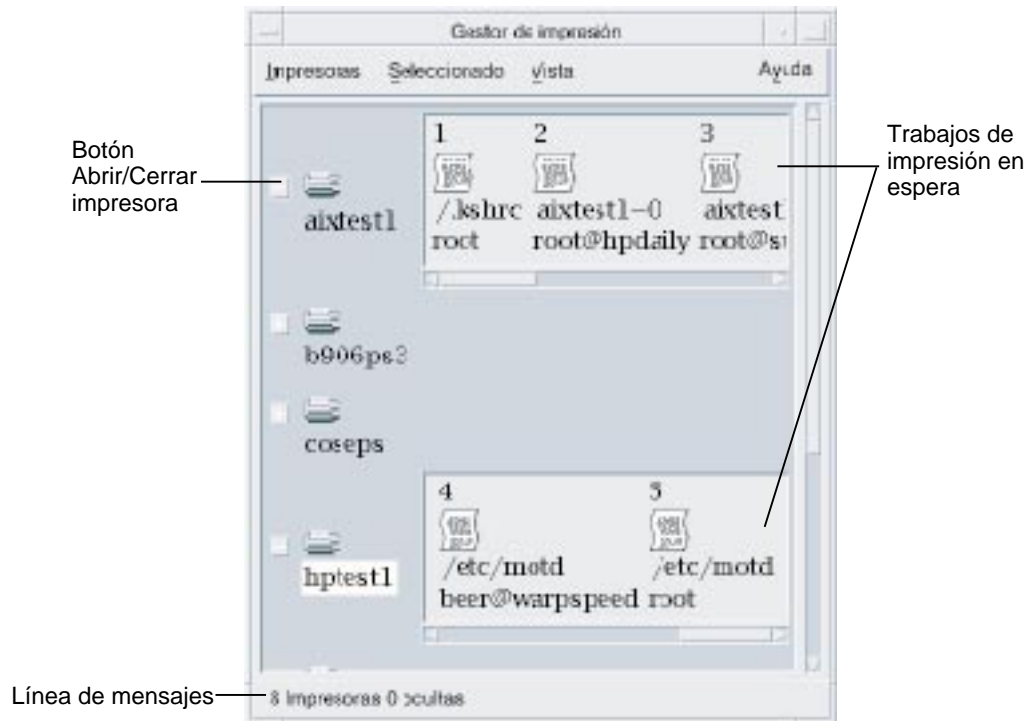 Gestor de impresión
Impresoras Seleccionado Vista Ayuda
Botón
Abrir/Cerrar
impresora
Trabajos de
impresión en
espera
1 2 3
/.kshrc aixtest1-0 aixtest
root root@hpdaily root@su
aixtest1
b906ps3
coseps
4 5
/etc/motd /etc/motd
beer@warpspeed root
hptest1
Línea de mensajes
8 Impresoras 0 ocultas